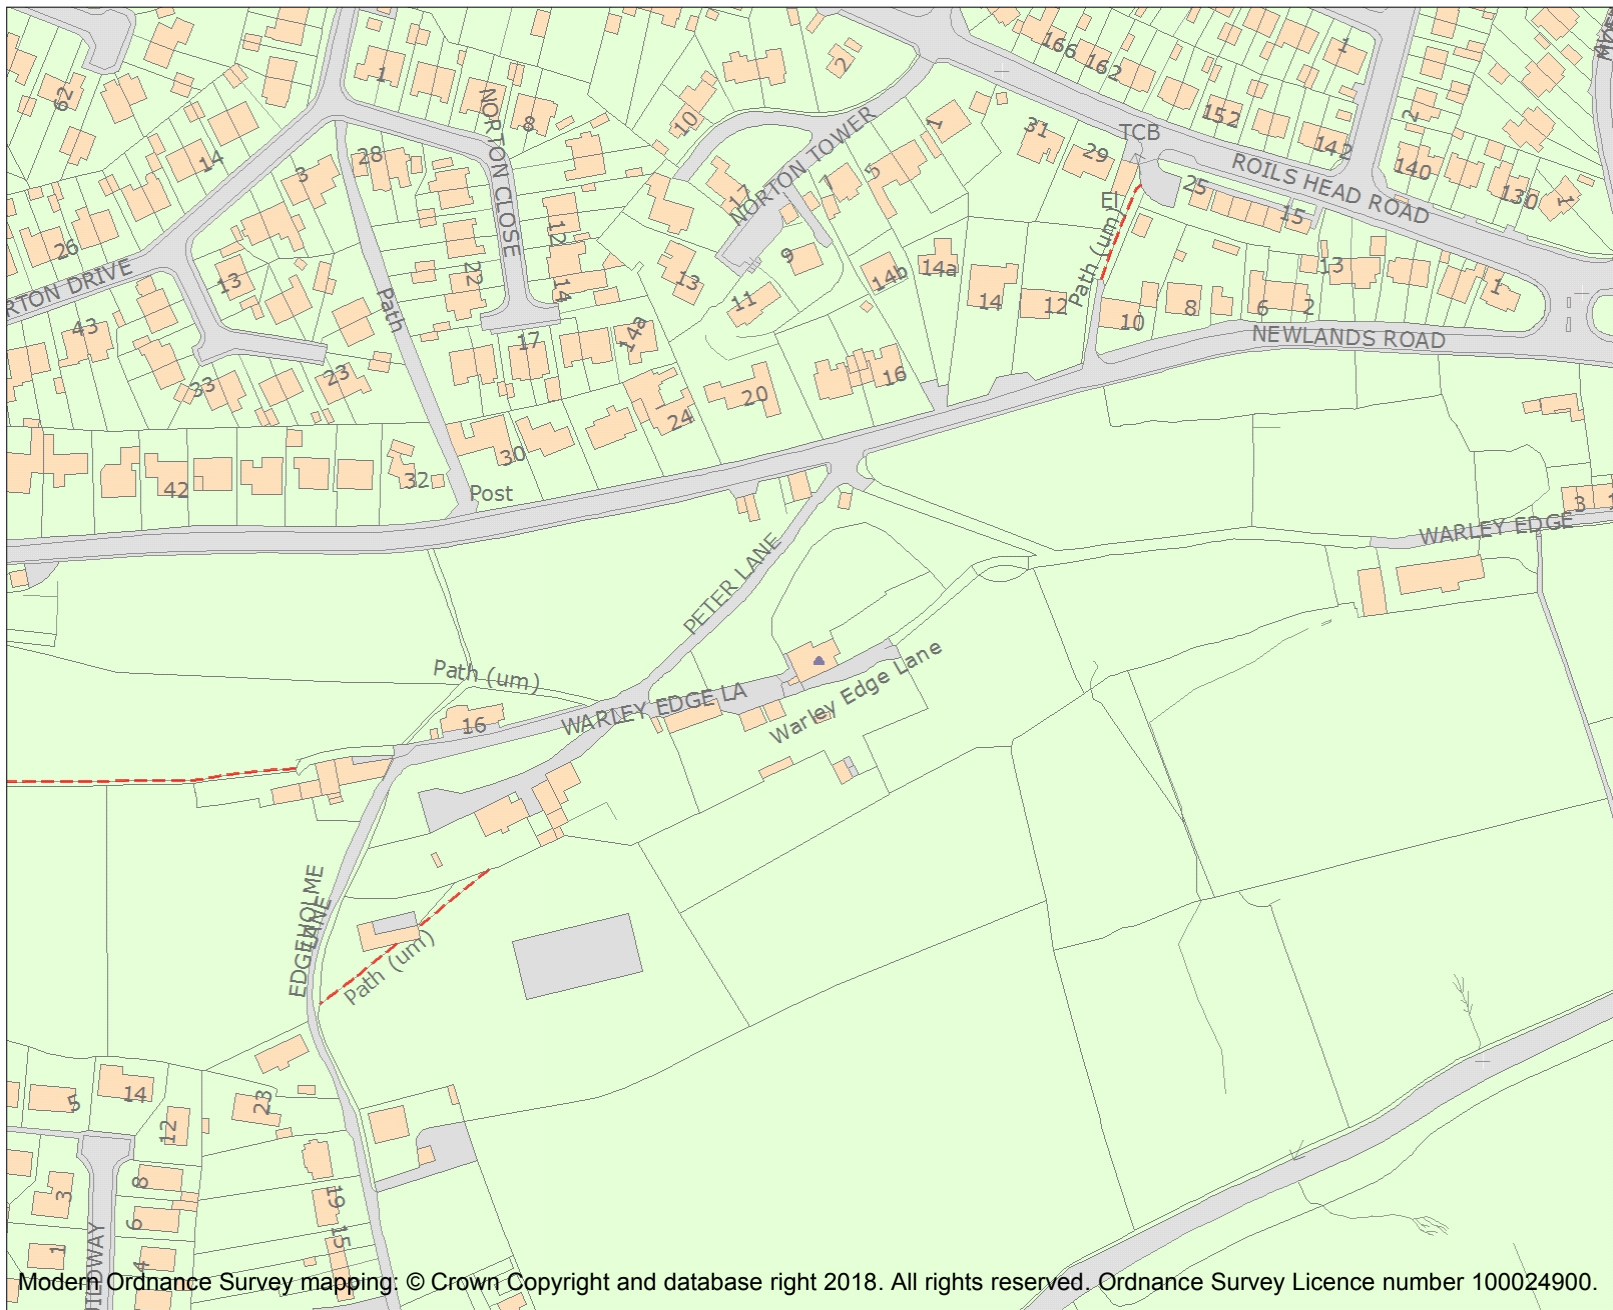 166
162
1
1
2
62
152
NORTON CLOSE
8
10
1
31
TCB
142
2
14
28
29
140
3
ROILS HEAD ROAD
NORTON TOWER
17
7
5
25
130
1
El
15
12
26
Path (um)
22
9
14b
14a
13
RTON DRIVE
13
13
14
11
14
12
Path
10
8
6
2
1
43
17
14a
NEWLANDS ROAD
33
23
20
16
24
30
32
42
Post
3
WARLEY EDGE
PETER LANE
Path (um)
Warley Edge Lane
WARLEY EDGE LA
16
EDGEHOLME
LANE
Path (um)
5
14
23
12
3
8
19
6
15
1
4
Modern Ordnance Survey mapping: © Crown Copyright and database right 2018. All rights reserved. Ordnance Survey Licence number 100024900.